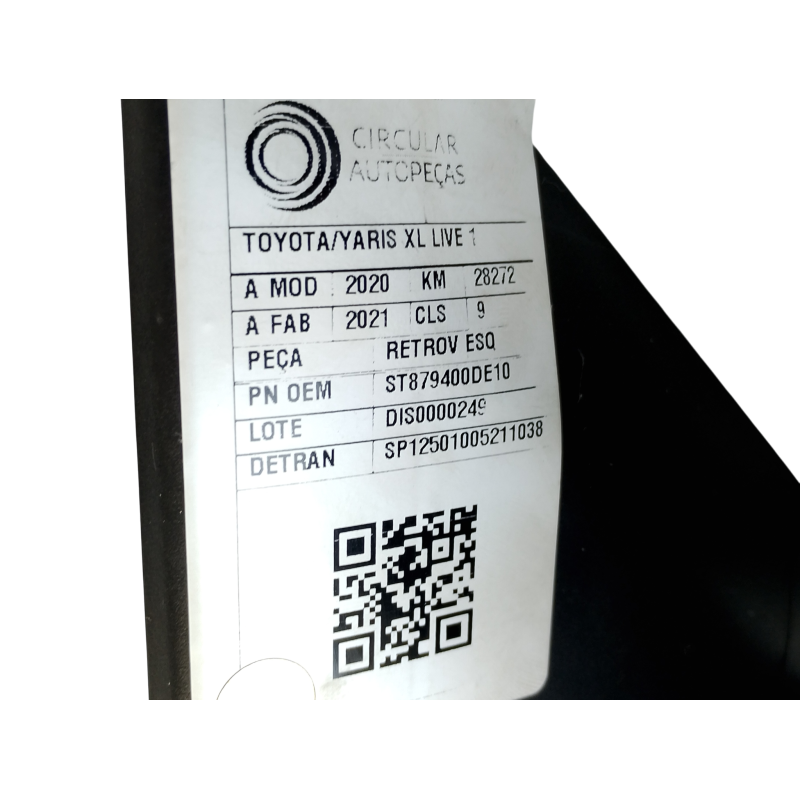 CIRCULAR
AUTOPEÇAS
TOYOTA/YARIS XL LIVE 1
A MOD 2020 KM 28272
A FAB 2021 CLS 9
PEÇA RETROV ESQ
PN OEM ST879400DE10
LOTE DIS0000249
DETRAN SP12501005211038